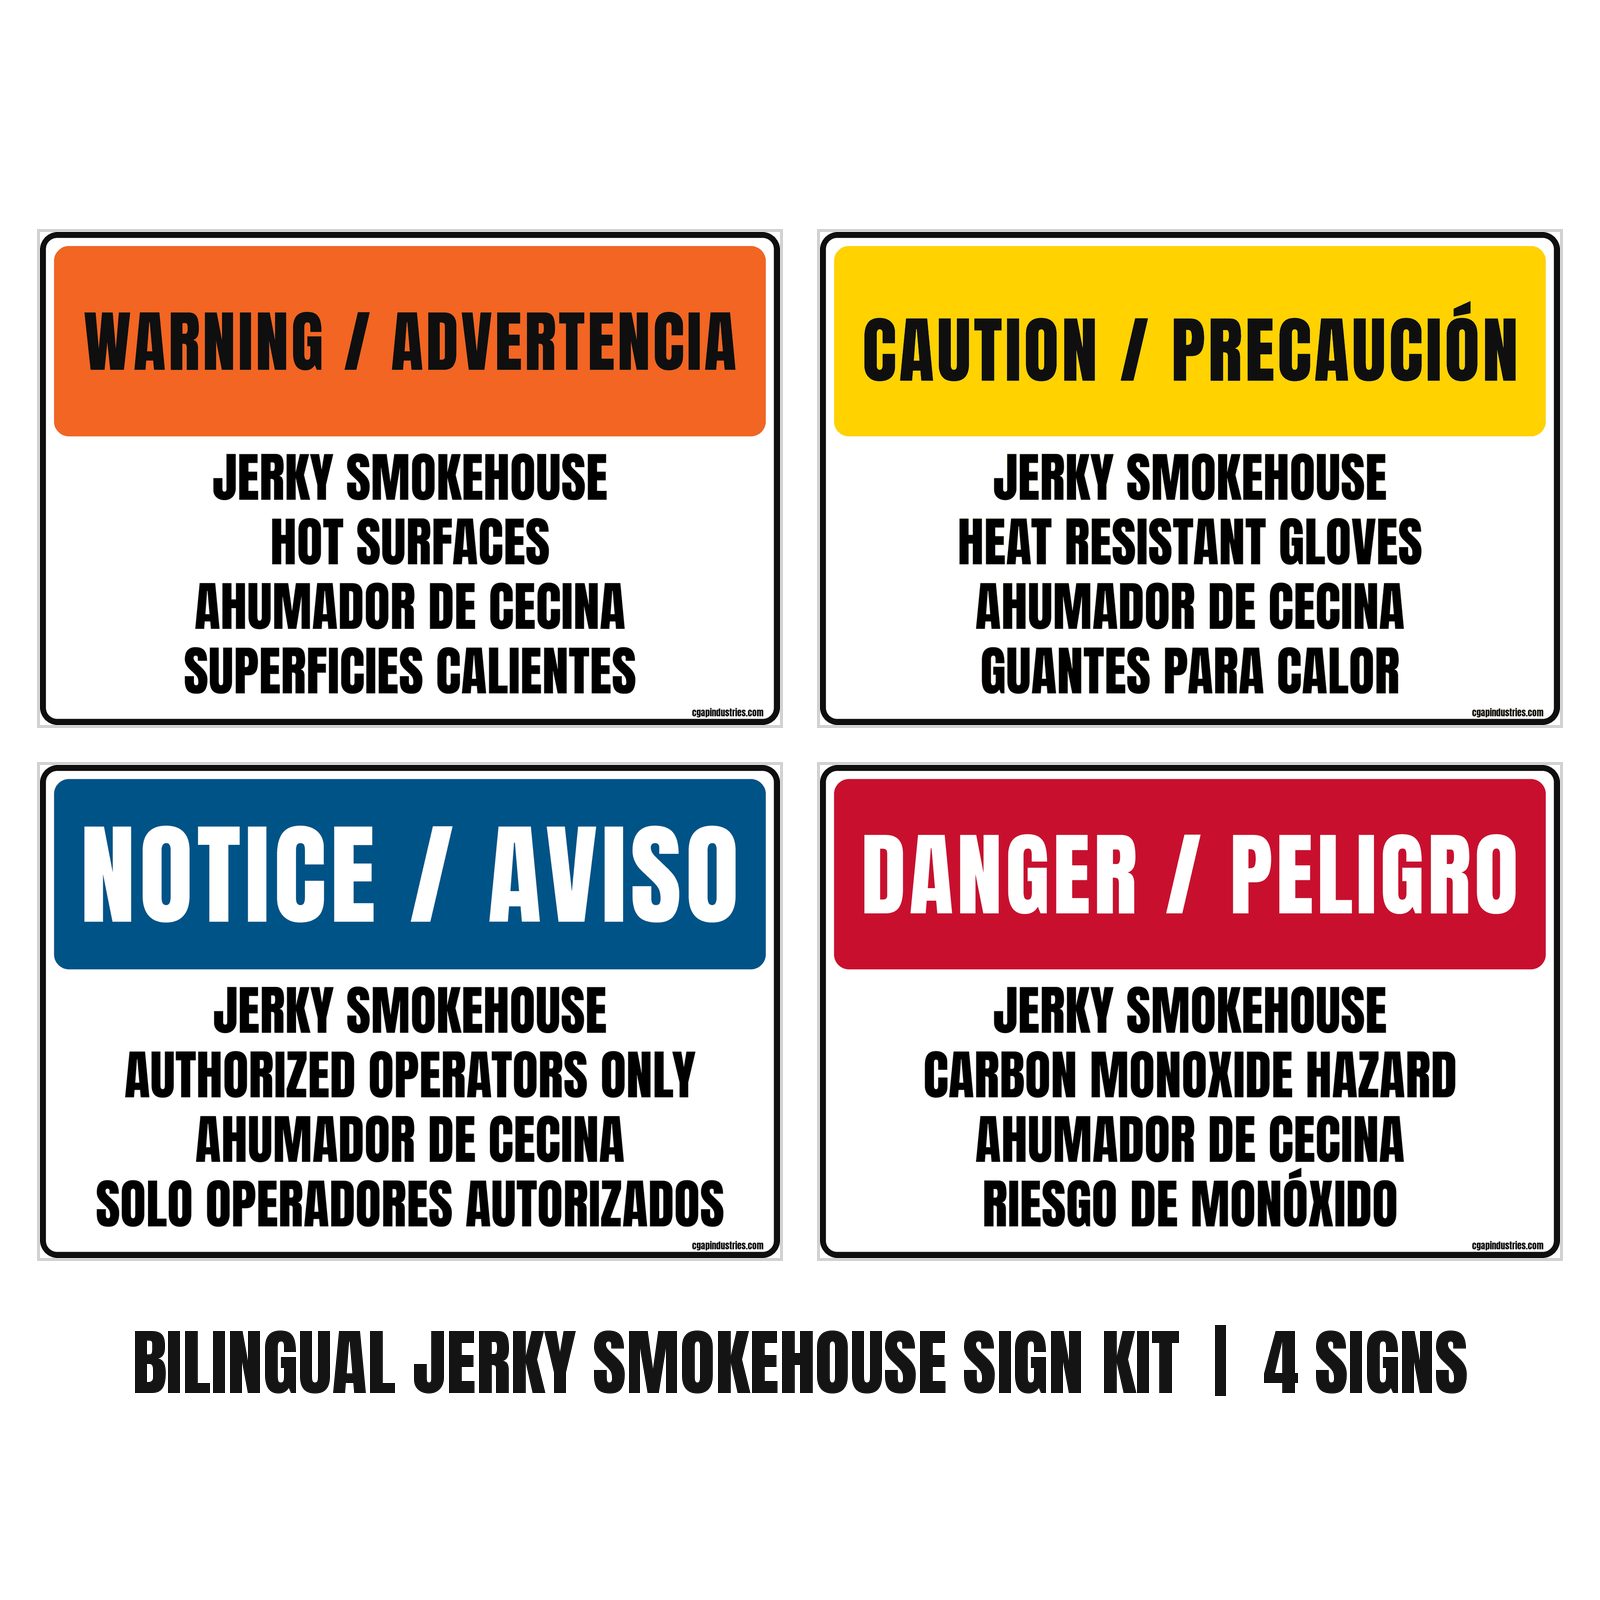 WARNING / ADVERTENCIA
JERKY SMOKEHOUSE
HOT SURFACES
AHUMADOR DE CECINA
SUPERFICIES CALIENTES
cgapindustries.com
CAUTION / PRECAUCIÓN
JERKY SMOKEHOUSE
HEAT RESISTANT GLOVES
AHUMADOR DE CECINA
GUANTES PARA CALOR
cgapindustries.com
NOTICE / AVISO
JERKY SMOKEHOUSE
AUTHORIZED OPERATORS ONLY
AHUMADOR DE CECINA
SOLO OPERADORES AUTORIZADOS
cgapindustries.com
DANGER / PELIGRO
JERKY SMOKEHOUSE
CARBON MONOXIDE HAZARD
AHUMADOR DE CECINA
RIESGO DE MONÓXIDO
cgapindustries.com
BILINGUAL JERKY SMOKEHOUSE SIGN KIT | 4 SIGNS